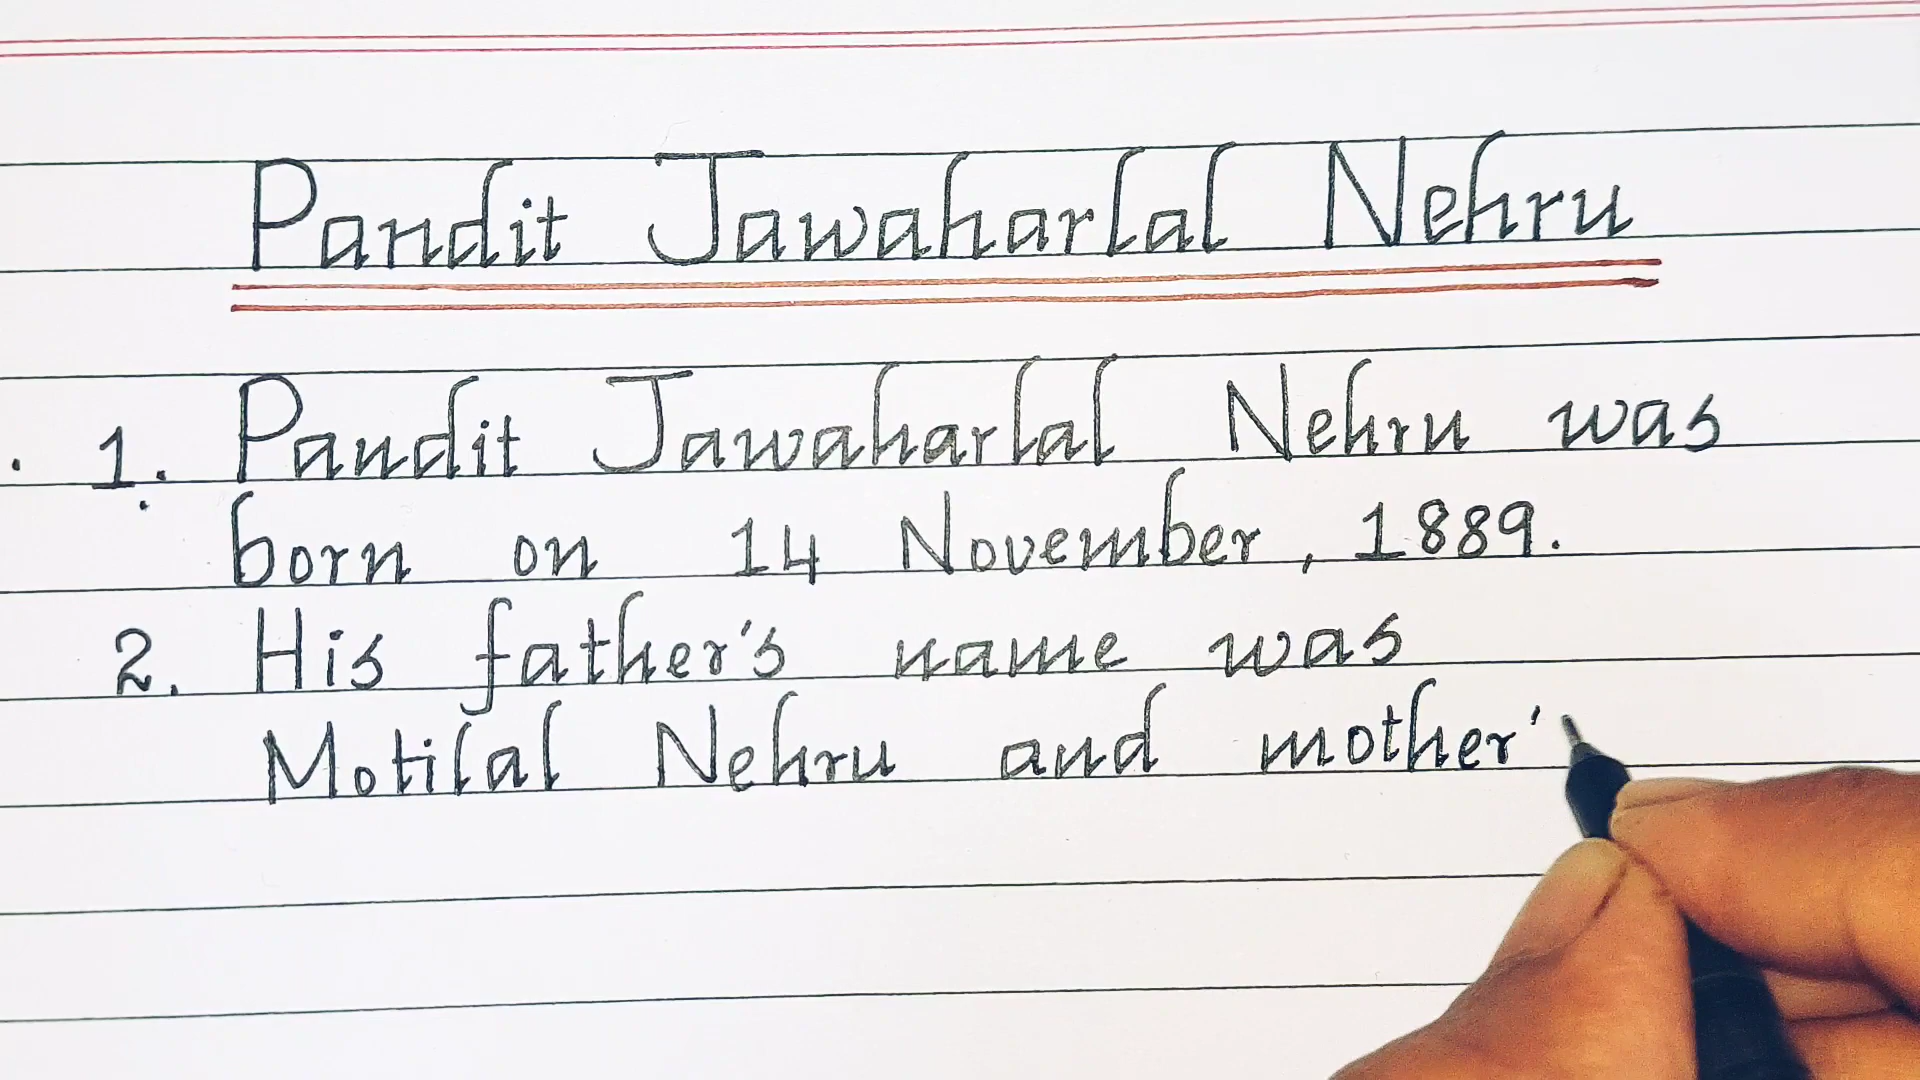 Pandit Jawaharlal Nehru
1. Pandit Jawaharlal Nehru was
born on 14 November, 1889.
2. His father's name was
Motilal Nehru and mother'